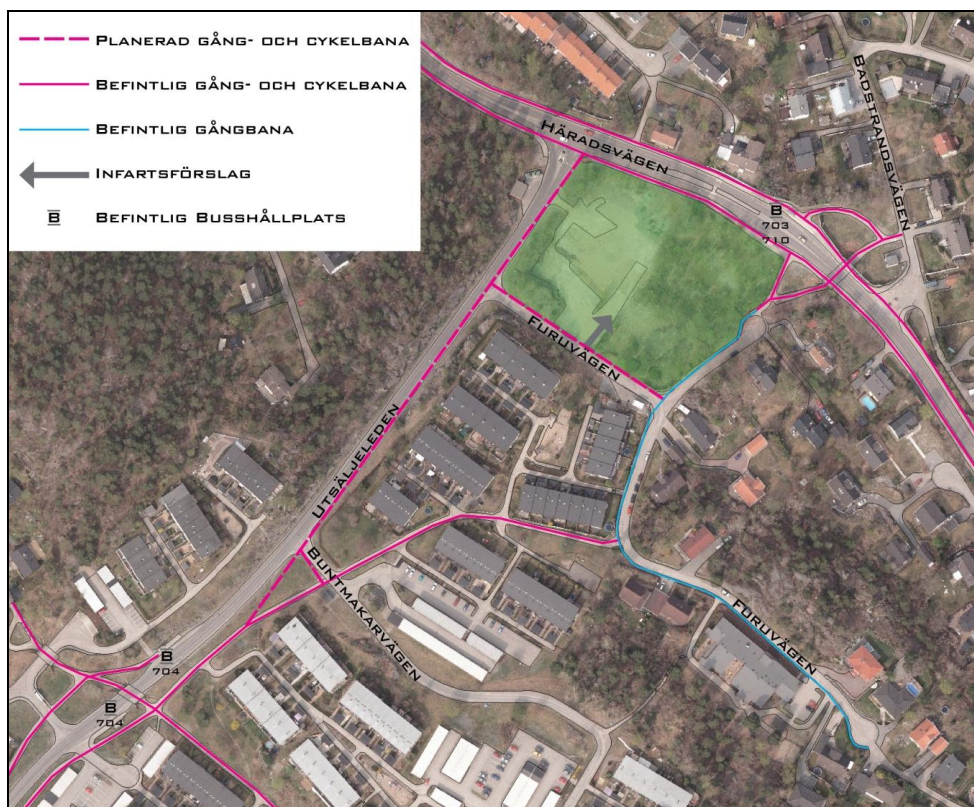 PLANERAD GÅNG- OCH CYKELBANA
BEFINTLIG GÅNG- OCH CYKELBANA
BEFINTLIG GÅNGBANA
INFARTSFÖRSLAG
B BEFINTLIG BUSSHÅLLPLATS
HÄRADSVÄGEN
BADSTRANDSVÄGEN
B
703
710
FURUVÄGEN
UTSÄLJELEDEN
BUNTMAKARVÄGEN
FURUVÄGEN
B
704
B
704